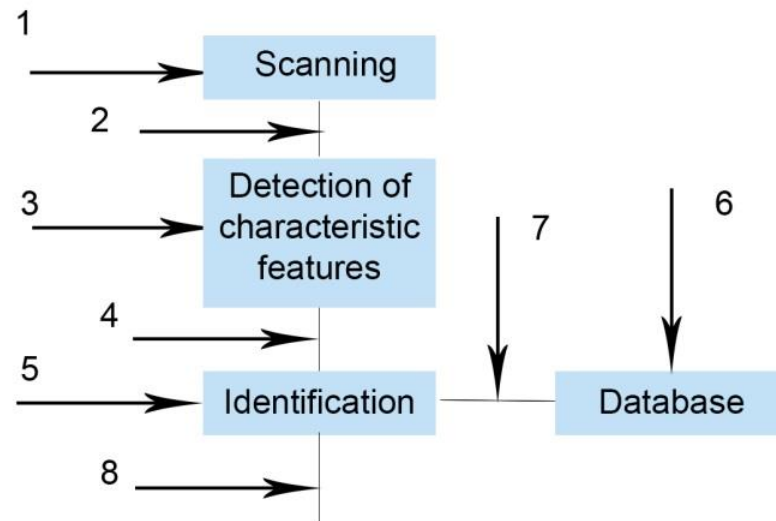 1
Scanning
2
Detection of
characteristic
features
3
6
7
4
5
Identification
Database
8